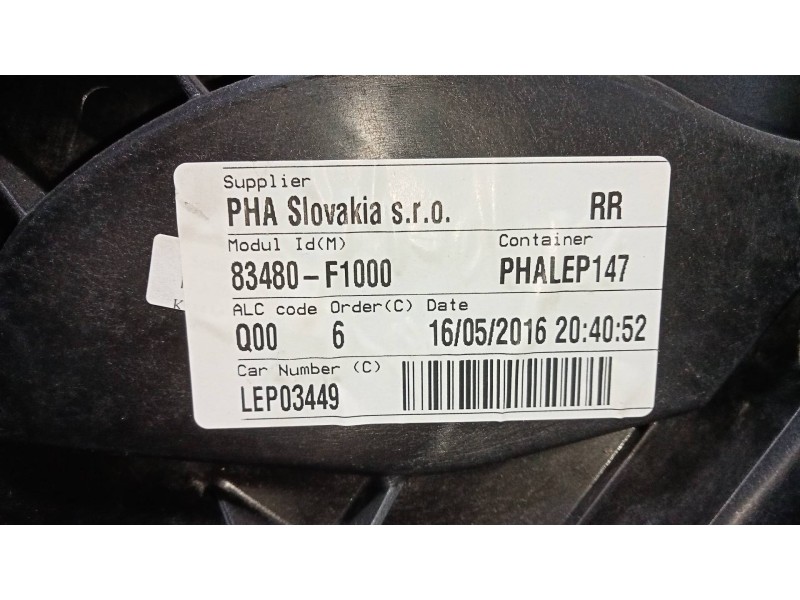 Supplier
PHA Slovakia s.r.o. RR
Modul Id(M) Container
83480-F1000 PHALEP147
ALC code Order(C) Date
Q00 6 16/05/2016 20:40:52
Car Number (C)
LEP03449